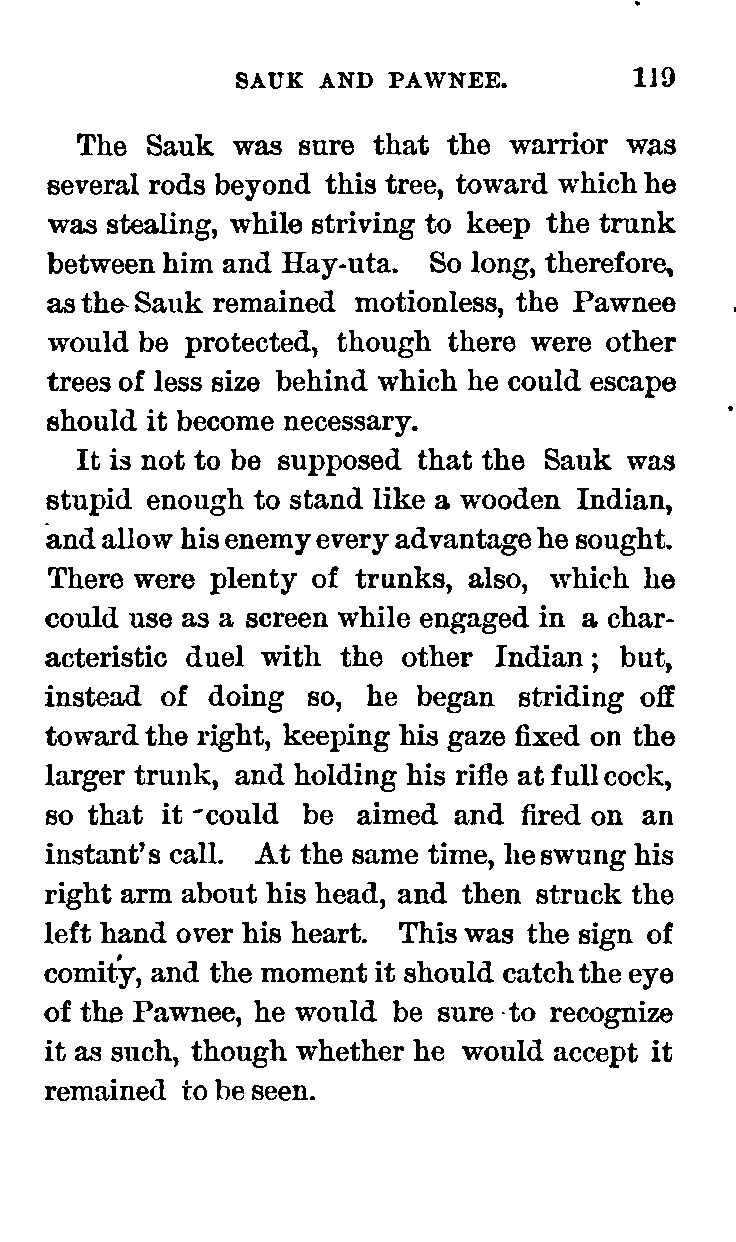 SAUK AND PAWNEE. 119
The Sauk was sure that the warrior was
several rods beyond this tree, toward which he
was stealing, while striving to keep the trunk
between him and Hay-uta. So long, therefore,
as the Sauk remained motionless, the Pawnee
would be protected, though there were other
trees of less size behind which he could escape
should it become necessary.
It is not to be supposed that the Sauk was
stupid enough to stand like a wooden Indian,
and allow his enemy every advantage he sought.
There were plenty of trunks, also, which he
could use as a screen while engaged in a char-
acteristic duel with the other Indian; but,
instead of doing so, he began striding off
toward the right, keeping his gaze fixed on the
larger trunk, and holding his rifle at full cock,
so that it could be aimed and fired on an
instant's call. At the same time, he swung his
right arm about his head, and then struck the
left hand over his heart. This was the sign of
comity, and the moment it should catch the eye
of the Pawnee, he would be sure to recognize
it as such, though whether he would accept it
remained to be seen.